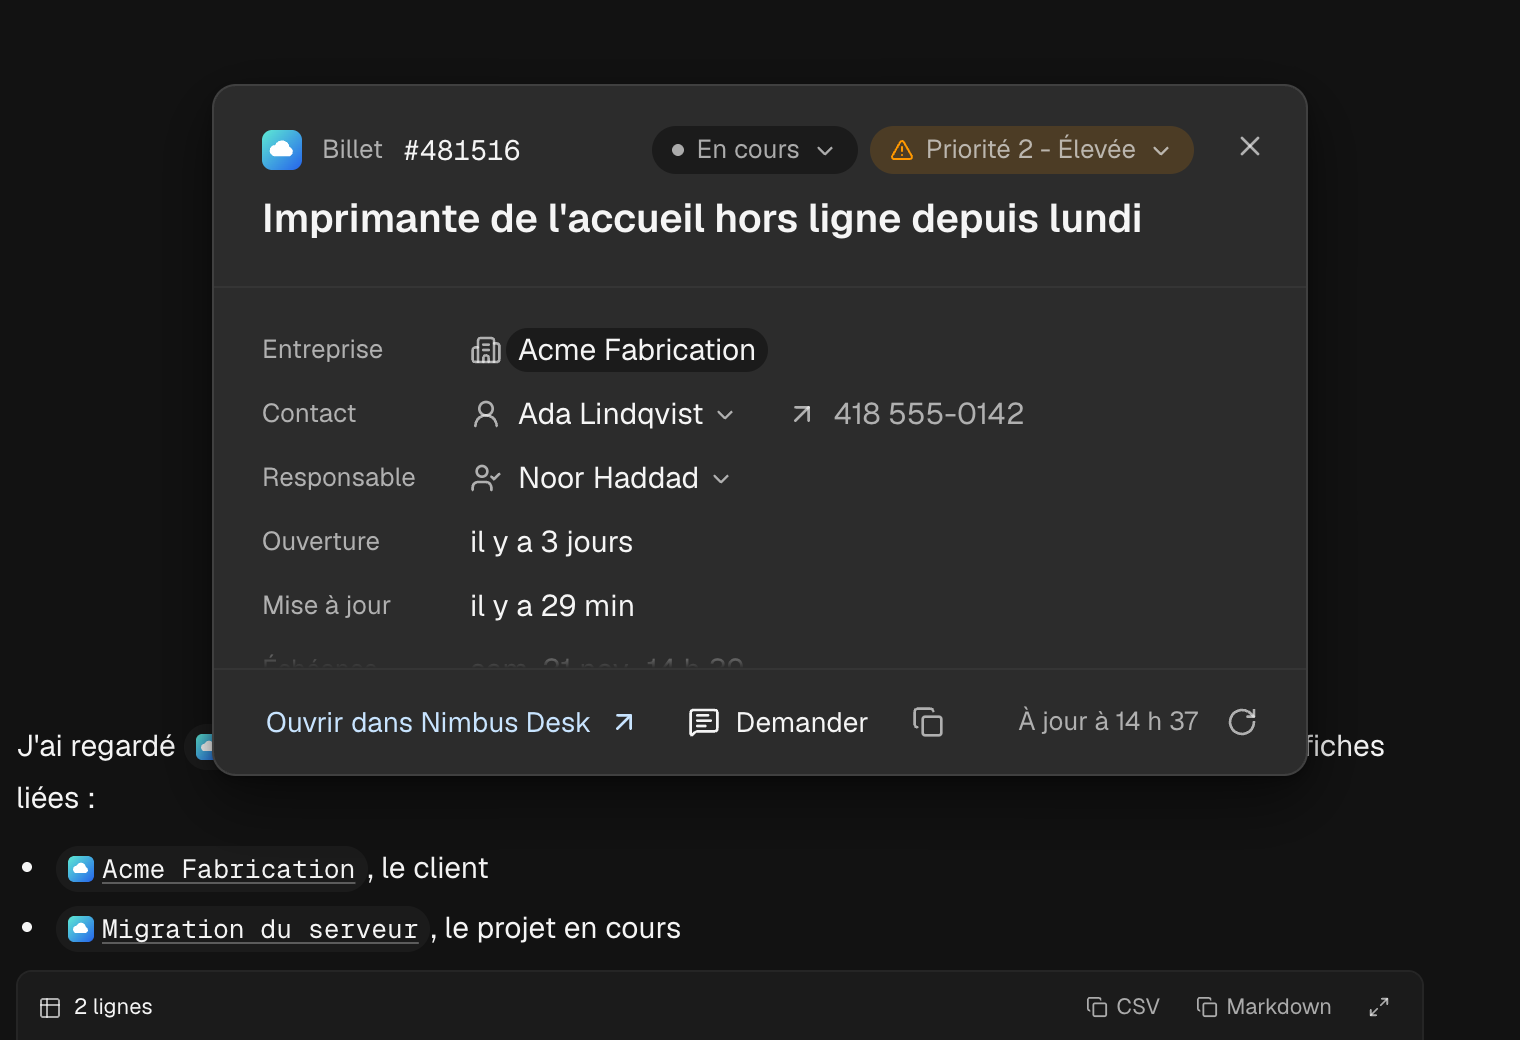 Billet #481516 En cours Priorité 2 - Élevée
Imprimante de l'accueil hors ligne depuis lundi
Entreprise Acme Fabrication
Contact Ada Lindqvist 418 555-0142
Responsable Noor Haddad
Ouverture il y a 3 jours
Mise à jour il y a 29 min
Ouvrir dans Nimbus Desk Demander À jour à 14 h 37
J'ai regardé fiches
liées :
Acme Fabrication, le client
Migration du serveur, le projet en cours
2 lignes CSV Markdown